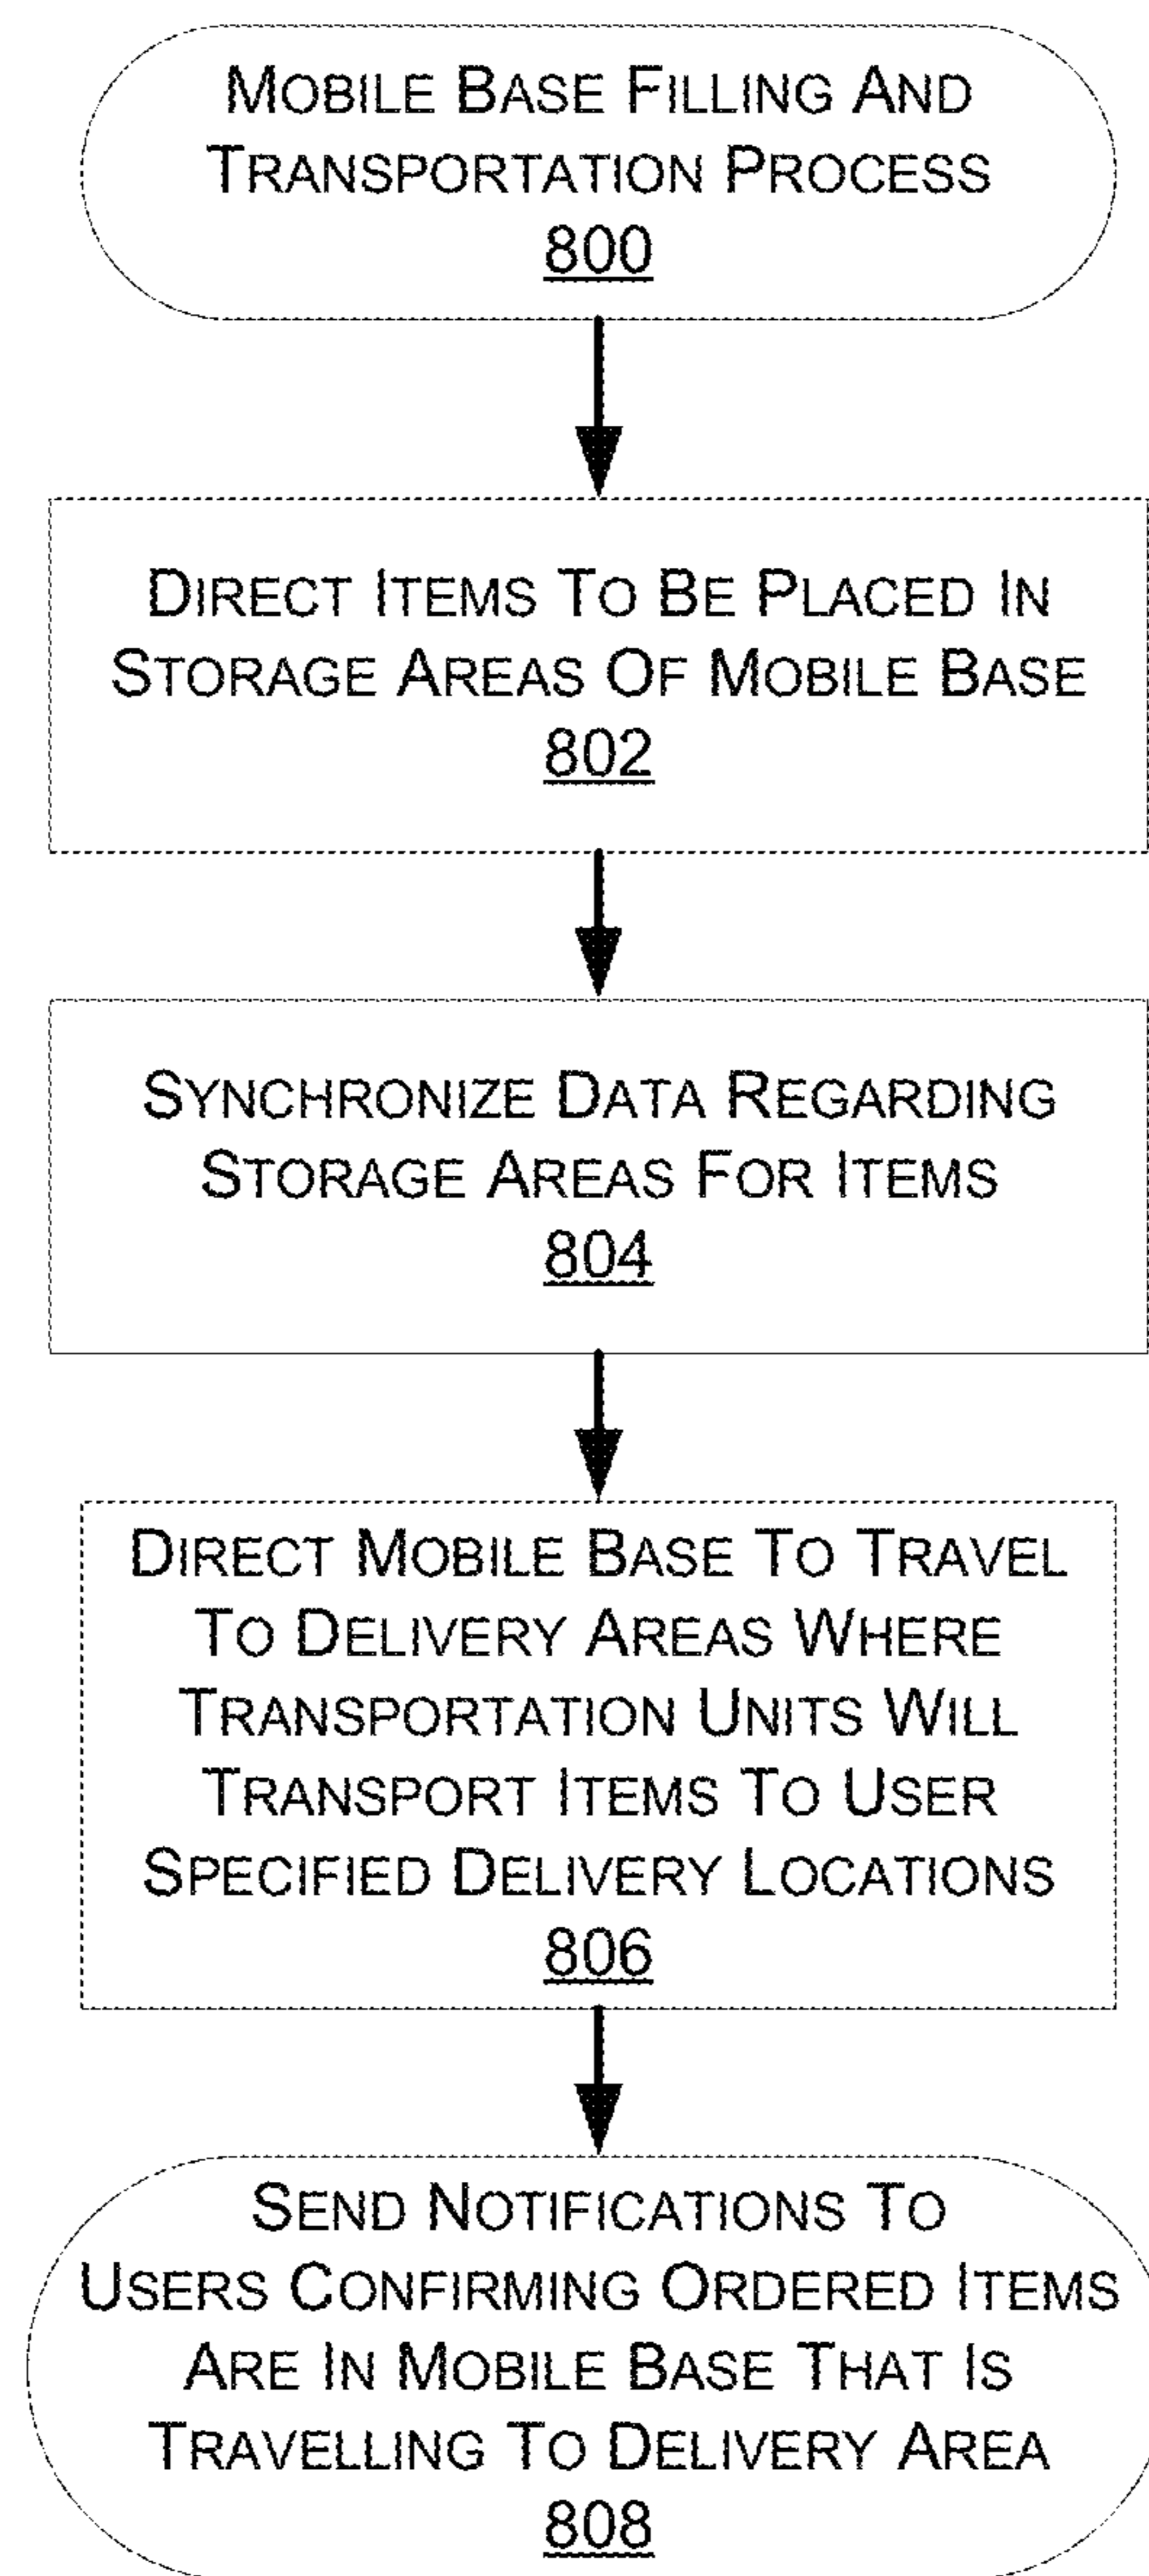 MOBILE BASE FILLING AND
TRANSPORTATION PROCESS
800
DIRECT ITEMS TO BE PLACED IN
STORAGE AREAS OF MOBILE BASE
802
SYNCHRONIZE DATA REGARDING
STORAGE AREAS FOR ITEMS
804
DIRECT MOBILE BASE TO TRAVEL
TO DELIVERY AREAS WHERE
TRANSPORTATION UNITS WILL
TRANSPORT ITEMS TO USER
SPECIFIED DELIVERY LOCATIONS
806
SEND NOTIFICATIONS TO
USERS CONFIRMING ORDERED ITEMS
ARE IN MOBILE BASE THAT IS
TRAVELLING TO DELIVERY AREA
808